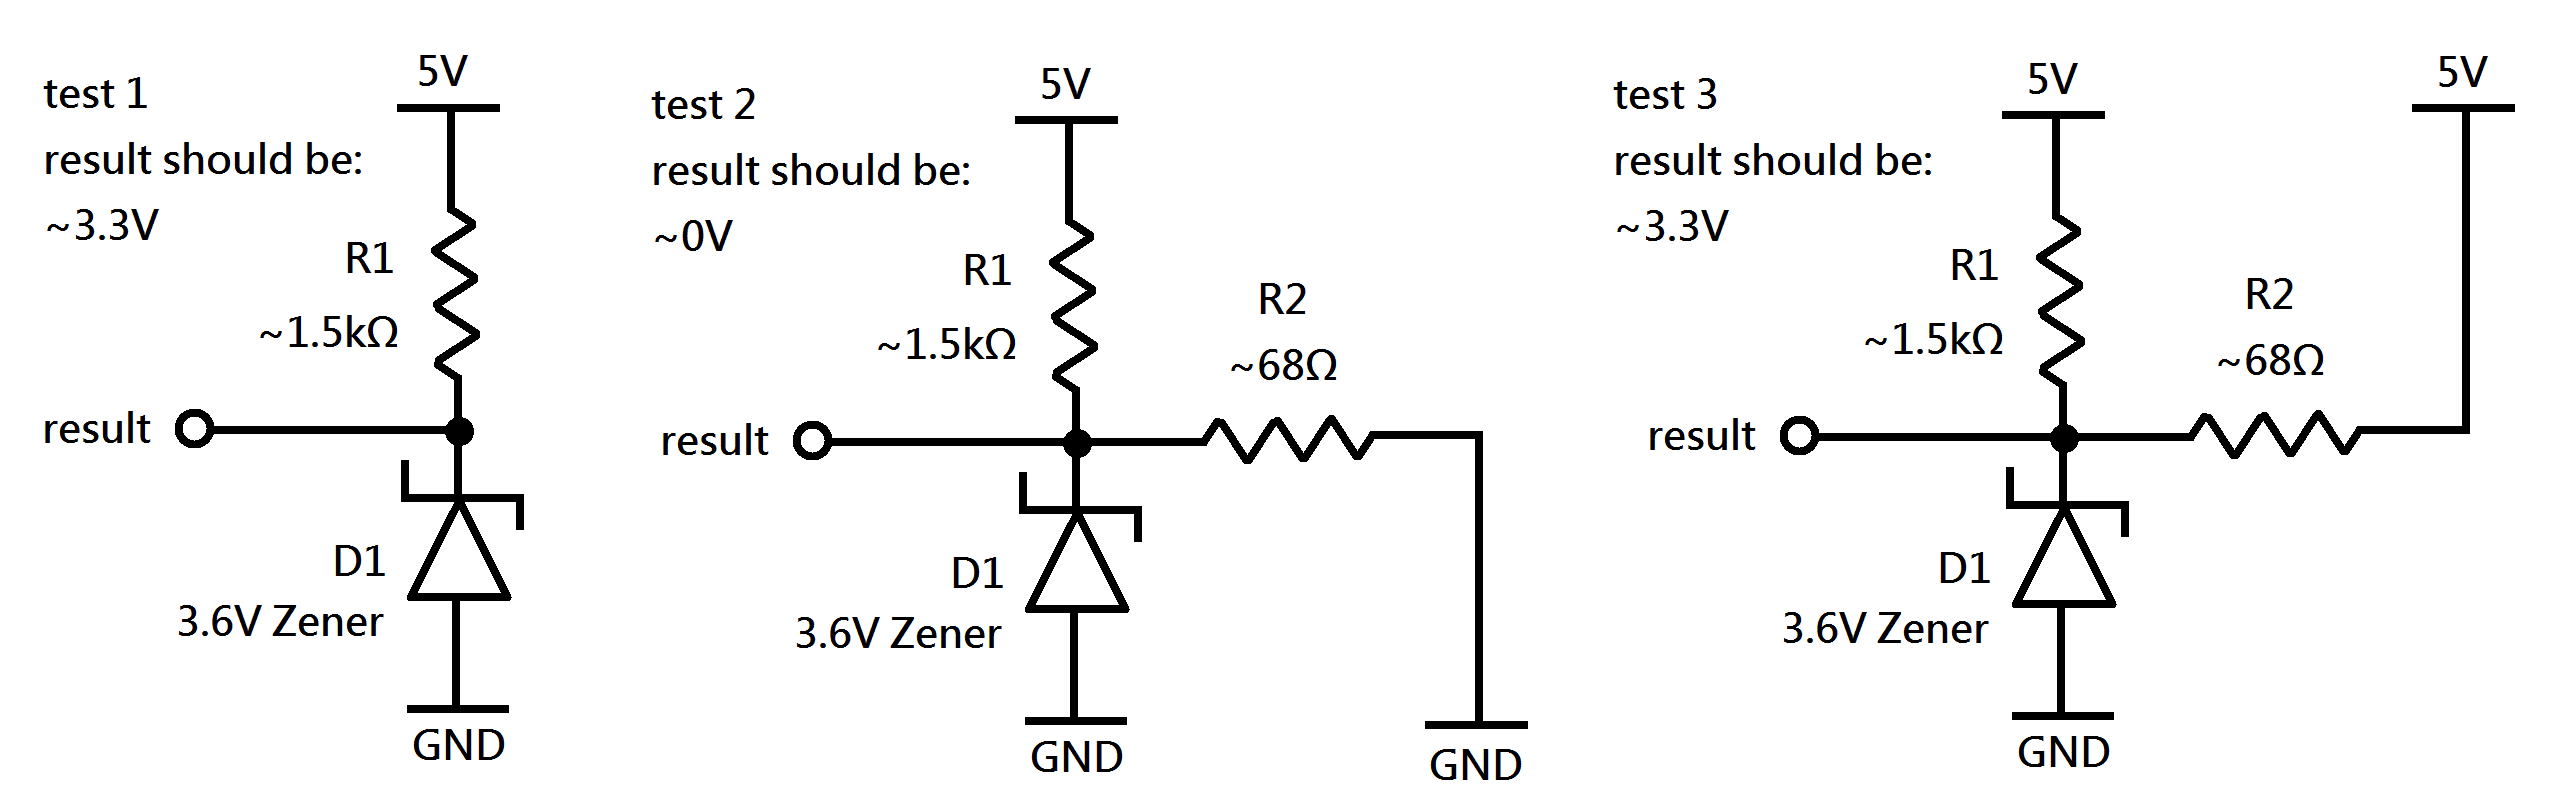 test 1
result should be:
~3.3V
5V
R1
~1.5kΩ
result
D1
3.6V Zener
GND
test 2
result should be:
~0V
5V
R1
~1.5kΩ
R2
~68Ω
result
D1
3.6V Zener
GND
GND
test 3
result should be:
~3.3V
5V
5V
R1
~1.5kΩ
R2
~68Ω
result
D1
3.6V Zener
GND